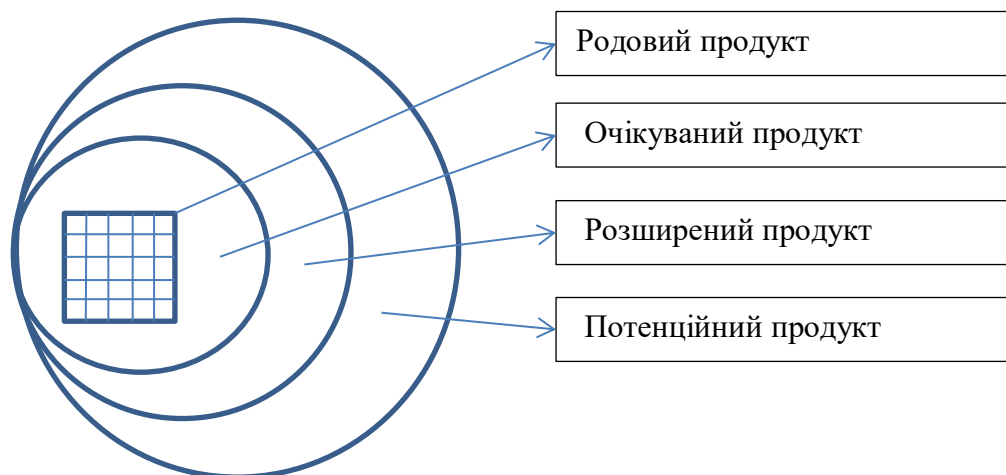 Родовий продукт
Очікуваний продукт
Розширений продукт
Потенційний продукт